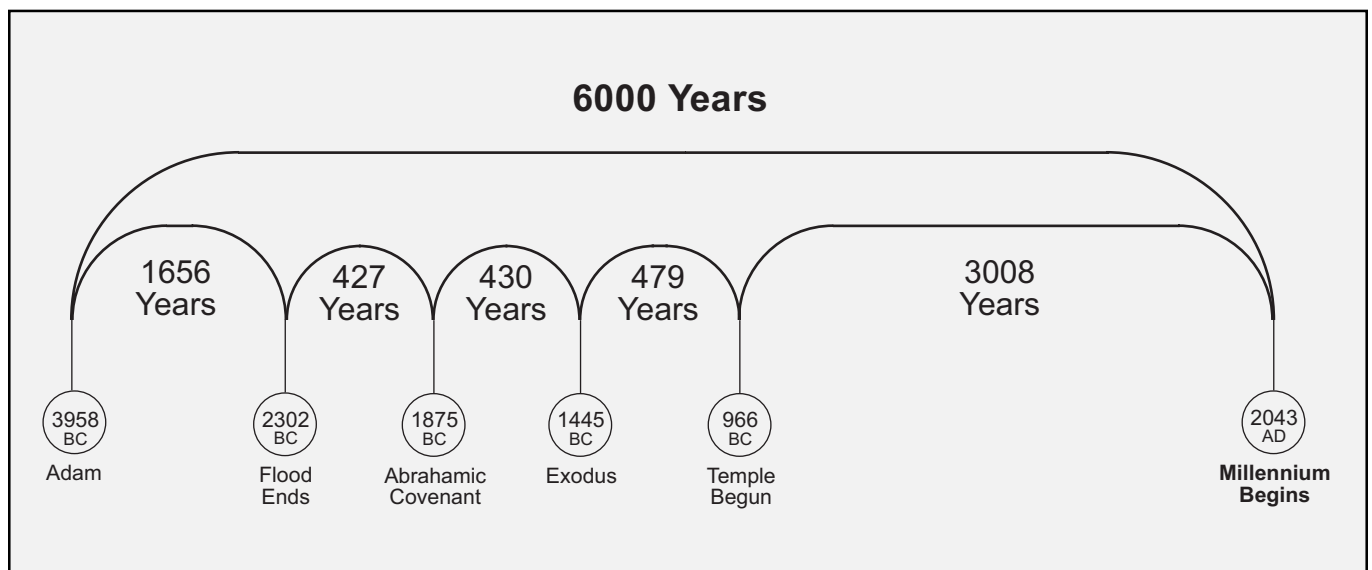 6000 Years
1656
Years
427
Years
430
Years
479
Years
3008
Years
3958
BC
Adam
2302
BC
Flood
Ends
1875
BC
Abrahamic
Covenant
1445
BC
Exodus
966
BC
Temple
Begun
2043
AD
Millennium
Begins